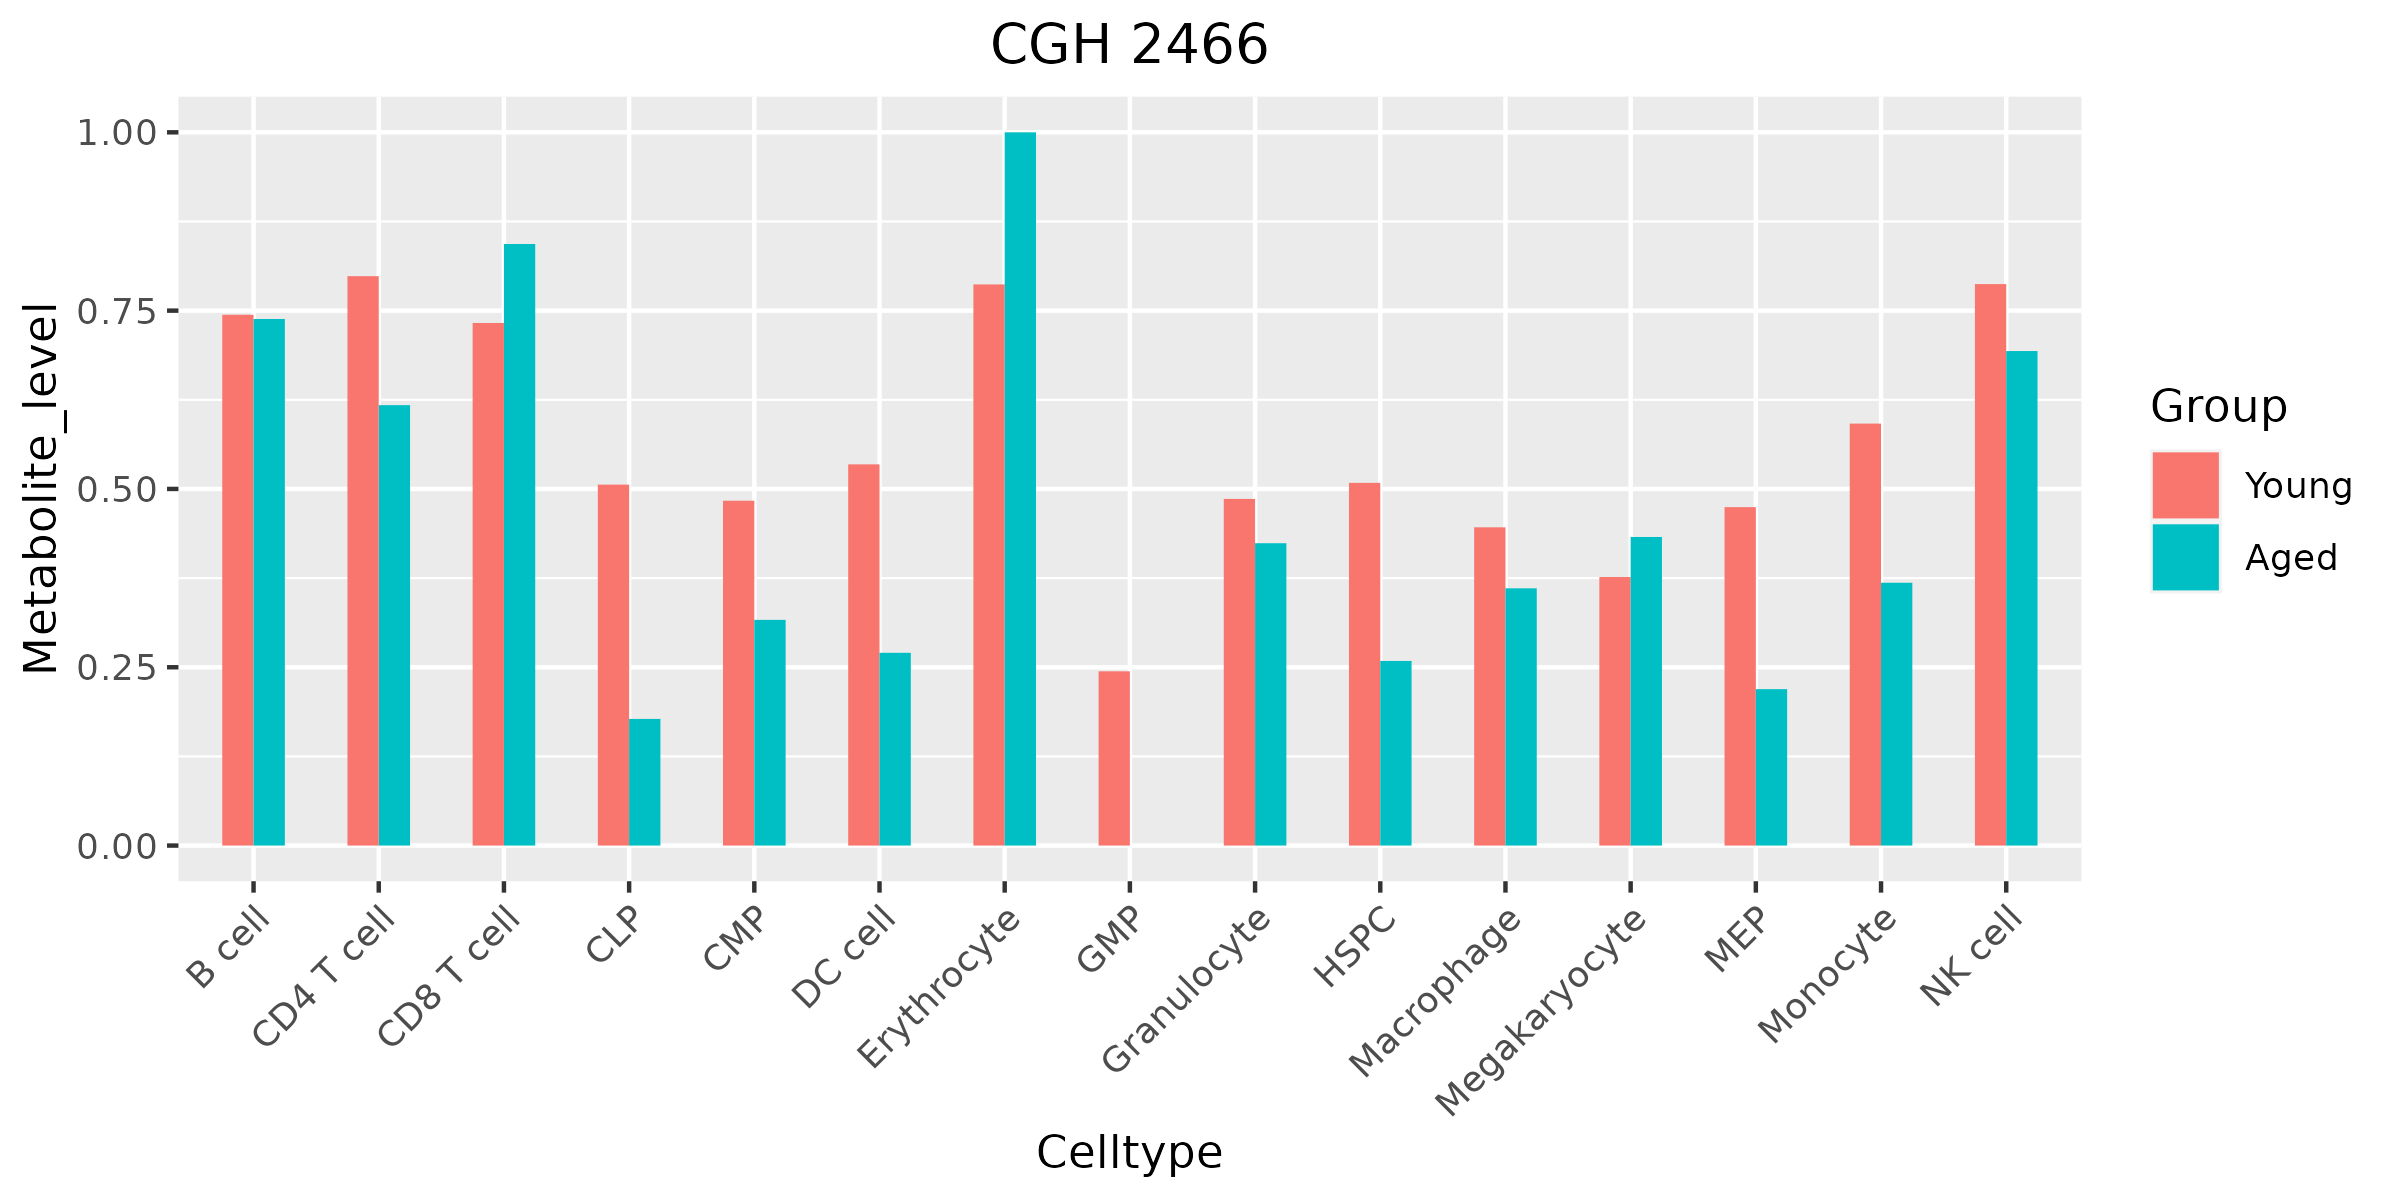 CGH 2466
Metabolite_level
1.00
0.75
0.50
0.25
0.00
B cell
CD4 T cell
CD8 T cell
CLP
CMP
DC cell
Erythrocyte
GMP
Granulocyte
HSPC
Macrophage
Megakaryocyte
MEP
Monocyte
NK cell
Celltype
Group
Young
Aged